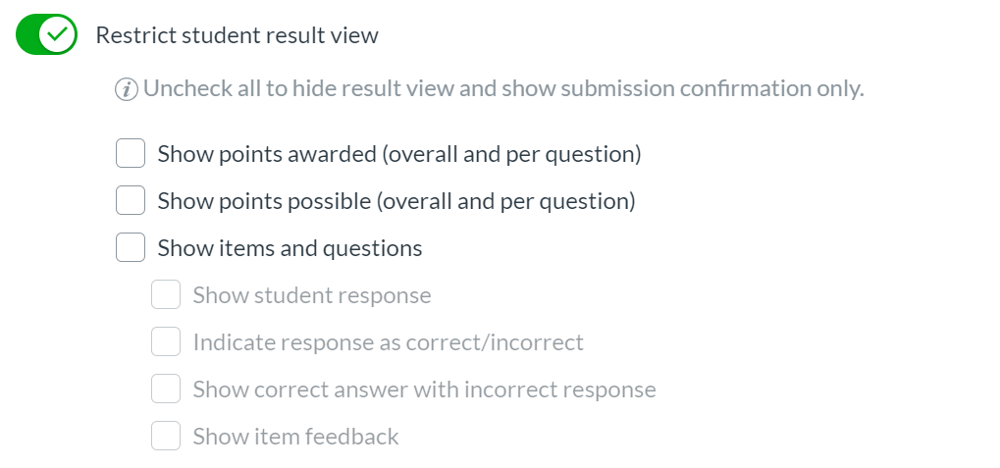 Restrict student result view
Uncheck all to hide result view and show submission confirmation only.
Show points awarded (overall and per question)
Show points possible (overall and per question)
Show items and questions
Show student response
Indicate response as correct/incorrect
Show correct answer with incorrect response
Show item feedback